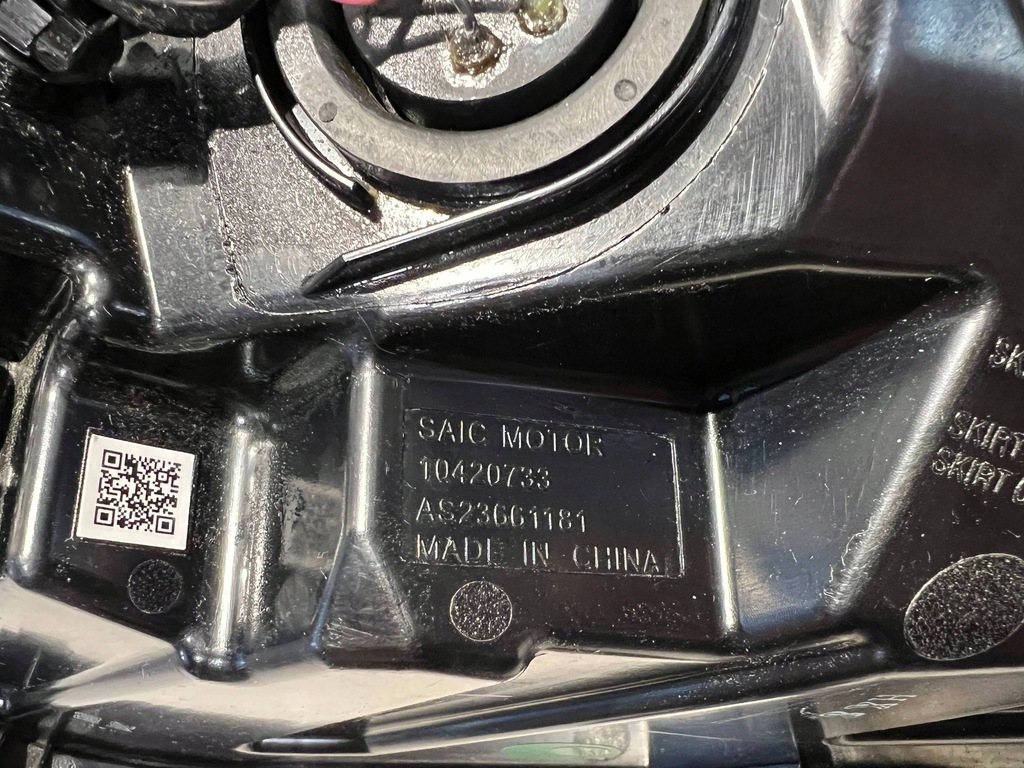 SAIC MOTOR
10420733
AS23661181
MADE IN CHINA
SKIRT
SKIRT